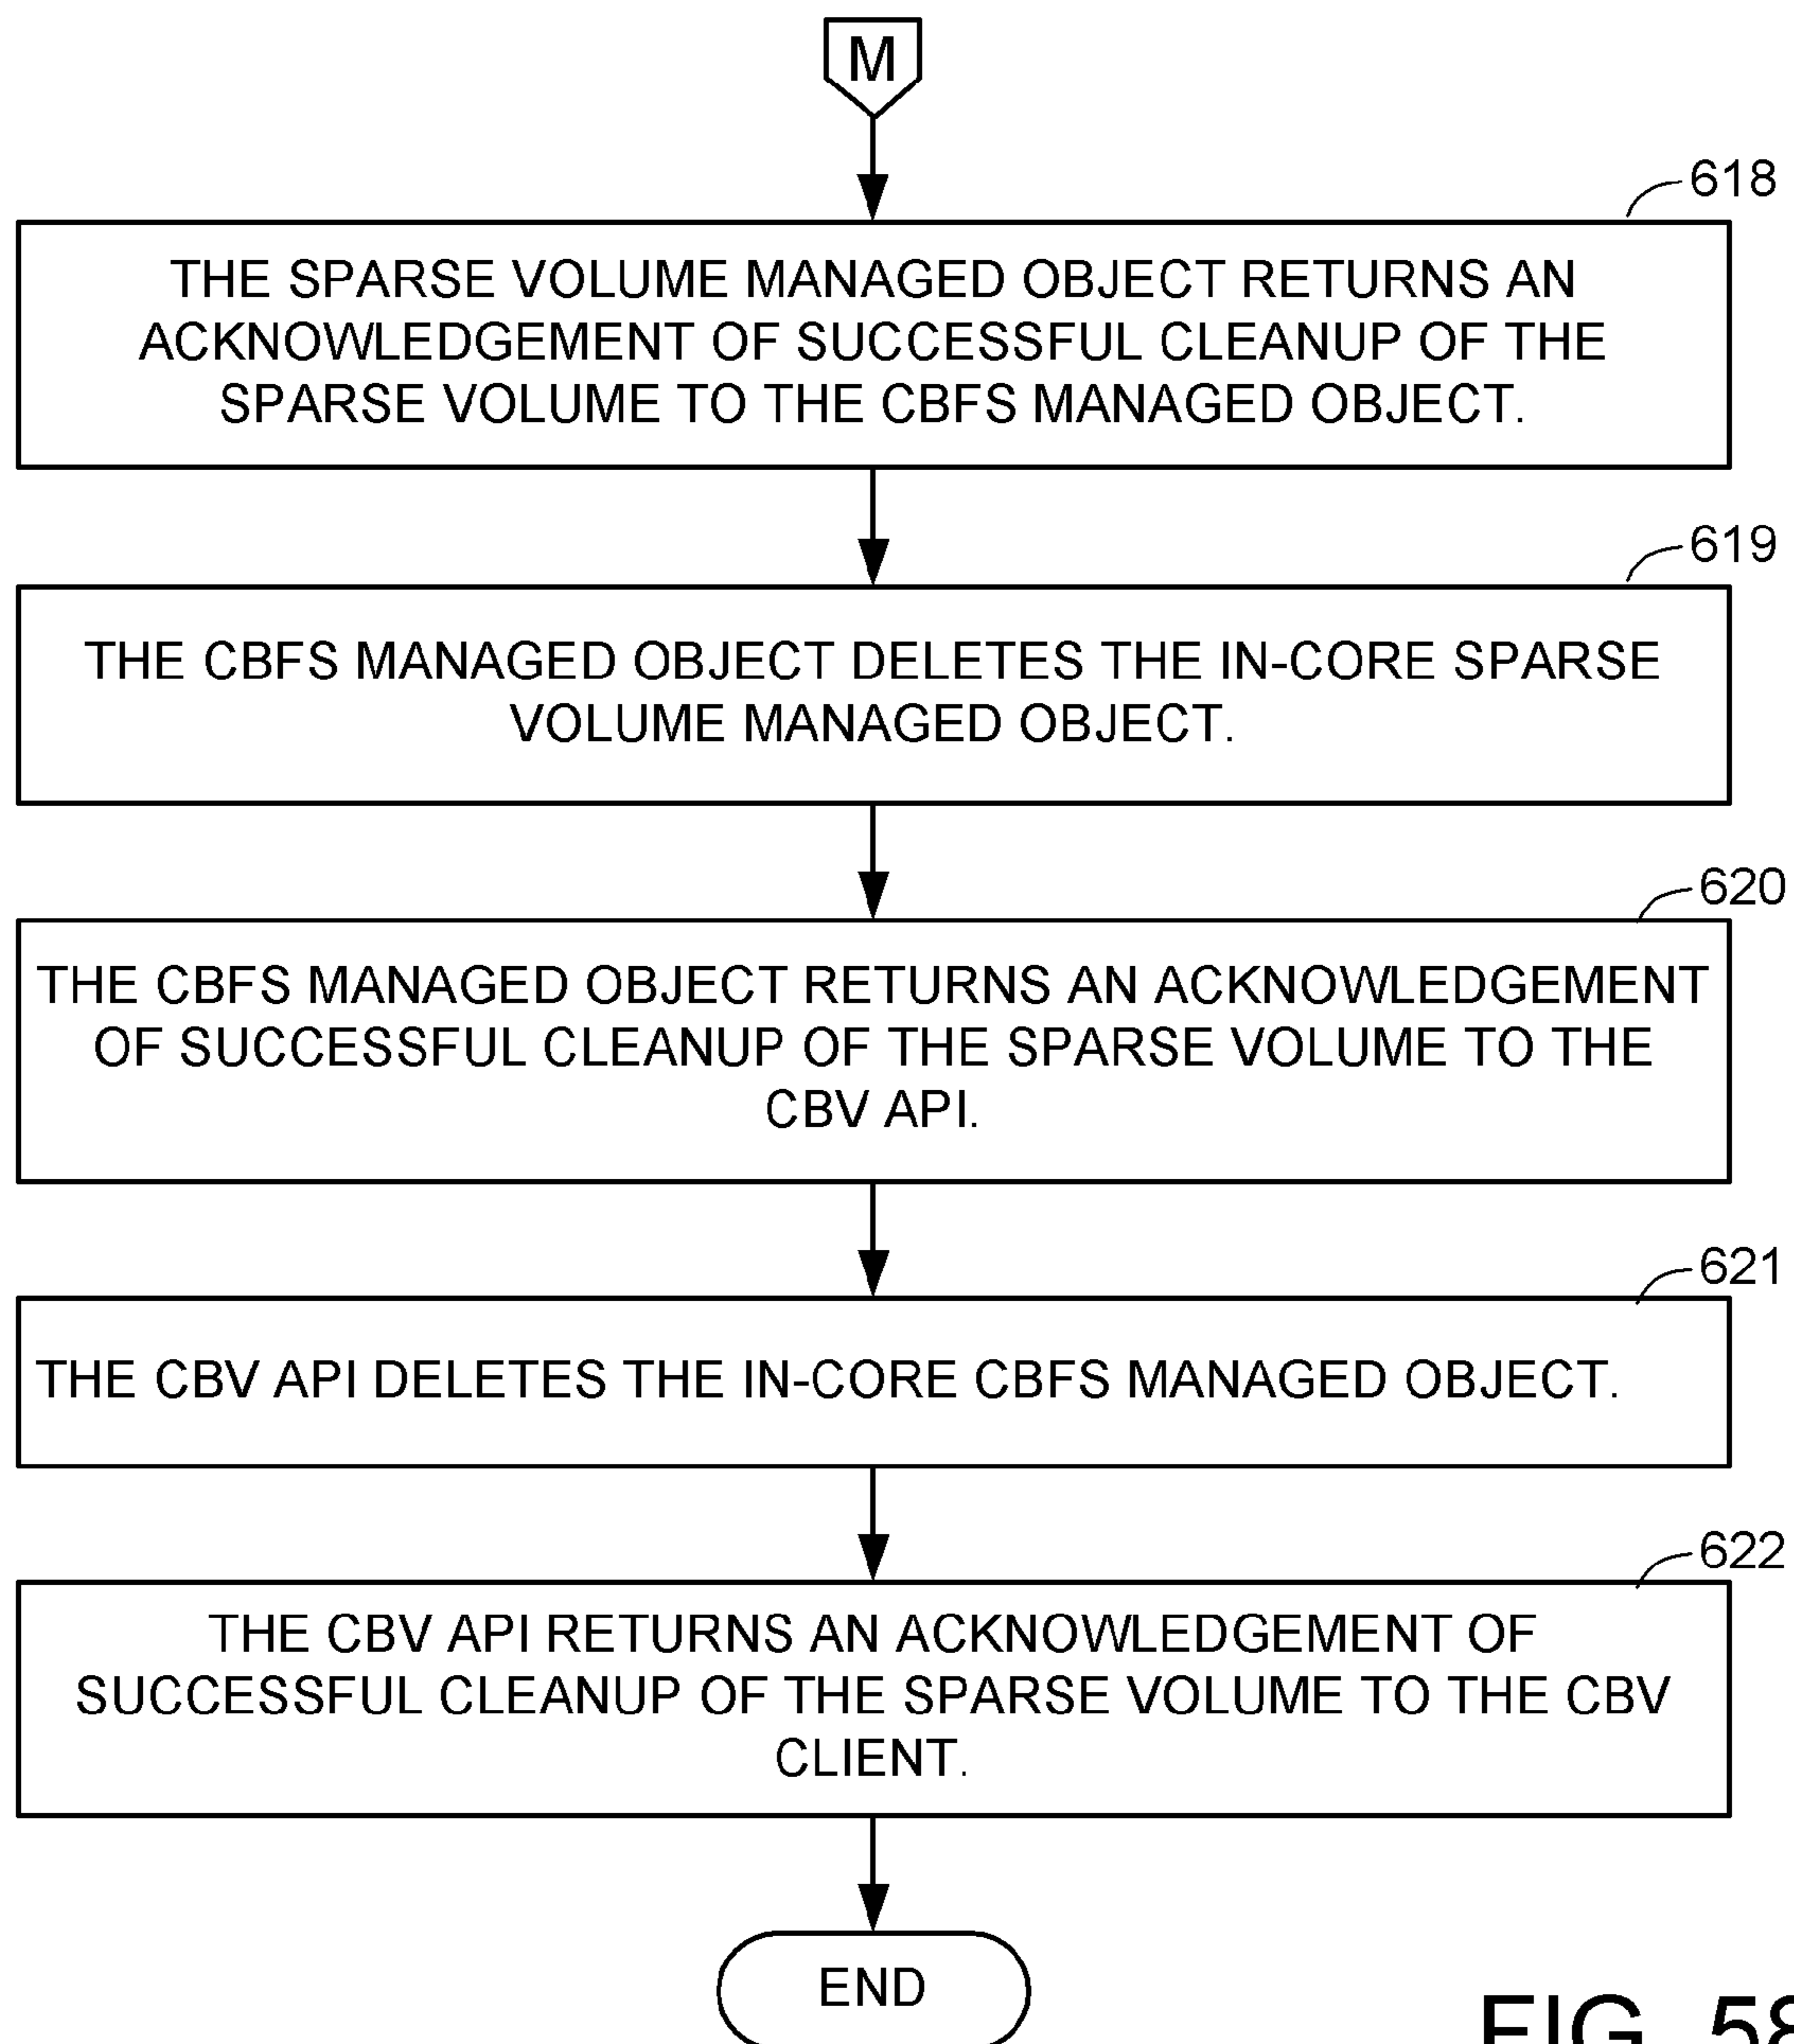 M
618
THE SPARSE VOLUME MANAGED OBJECT RETURNS AN
ACKNOWLEDGEMENT OF SUCCESSFUL CLEANUP OF THE
SPARSE VOLUME TO THE CBFS MANAGED OBJECT.
619
THE CBFS MANAGED OBJECT DELETES THE IN-CORE SPARSE
VOLUME MANAGED OBJECT.
620
THE CBFS MANAGED OBJECT RETURNS AN ACKNOWLEDGEMENT
OF SUCCESSFUL CLEANUP OF THE SPARSE VOLUME TO THE
CBV API.
621
THE CBV API DELETES THE IN-CORE CBFS MANAGED OBJECT.
622
THE CBV API RETURNS AN ACKNOWLEDGEMENT OF
SUCCESSFUL CLEANUP OF THE SPARSE VOLUME TO THE CBV
CLIENT.
END
FIG. 58